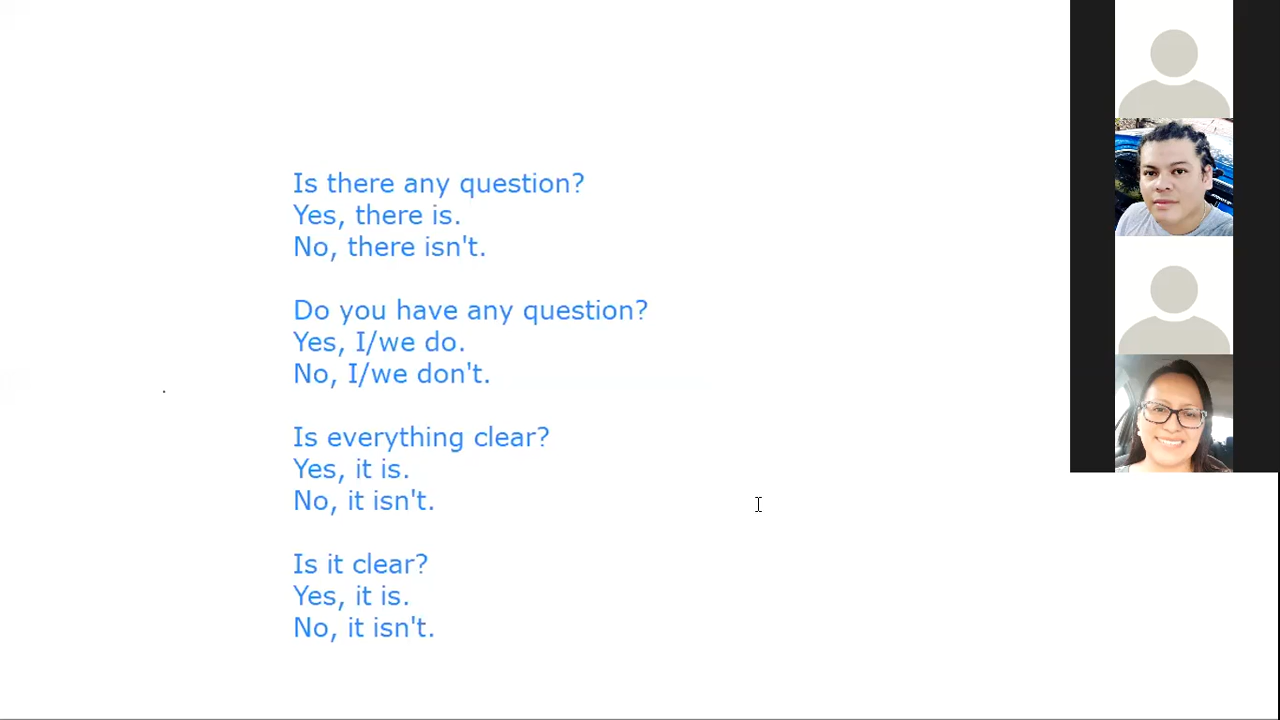 Is there any question?
Yes, there is.
No, there isn't.
Do you have any question?
Yes, I/we do.
No, I/we don't.
Is everything clear?
Yes, it is.
No, it isn't.
Is it clear?
Yes, it is.
No, it isn't.